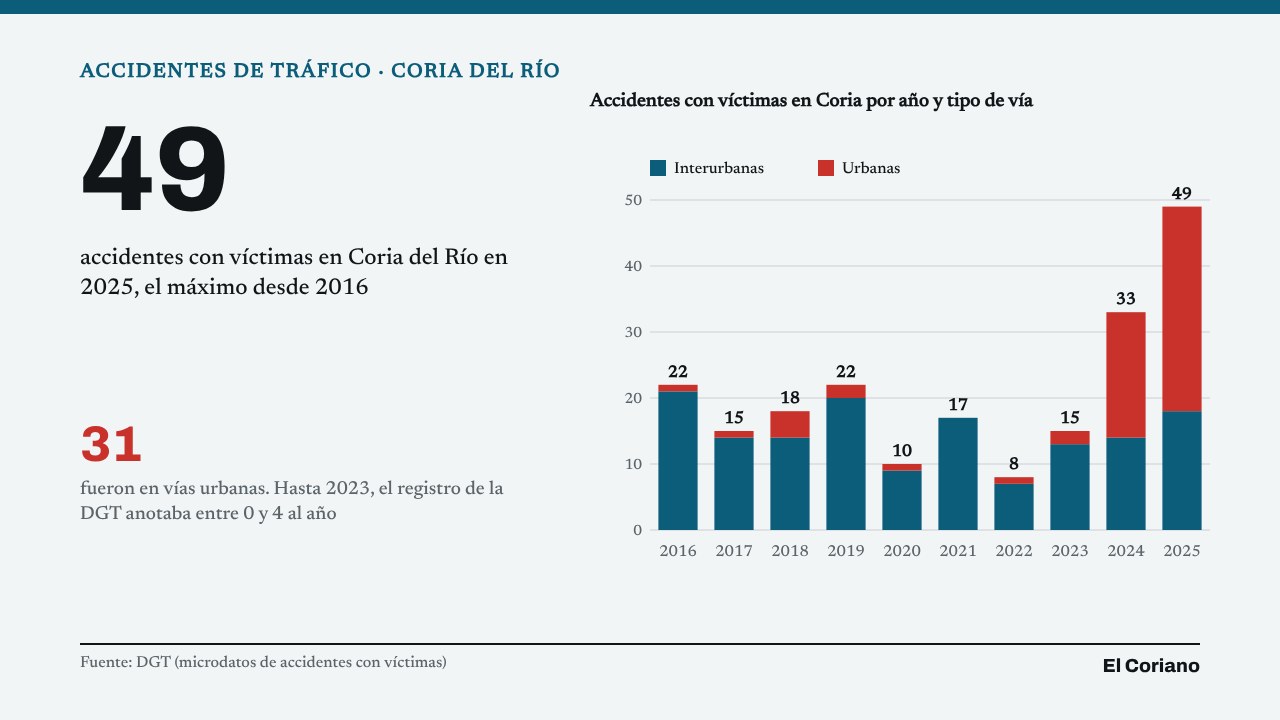 ACCIDENTES DE TRÁFICO · CORIA DEL RÍO
49
accidentes con víctimas en Coria del Río en
2025, el máximo desde 2016
31
fueron en vías urbanas. Hasta 2023, el registro de la
DGT anotaba entre 0 y 4 al año
Accidentes con víctimas en Coria por año y tipo de vía
Interurbanas Urbanas
50
40
30
20
10
0
22 15 18 22 10 17 8 15 33 49
2016 2017 2018 2019 2020 2021 2022 2023 2024 2025
Fuente: DGT (microdatos de accidentes con víctimas)
El Coriano